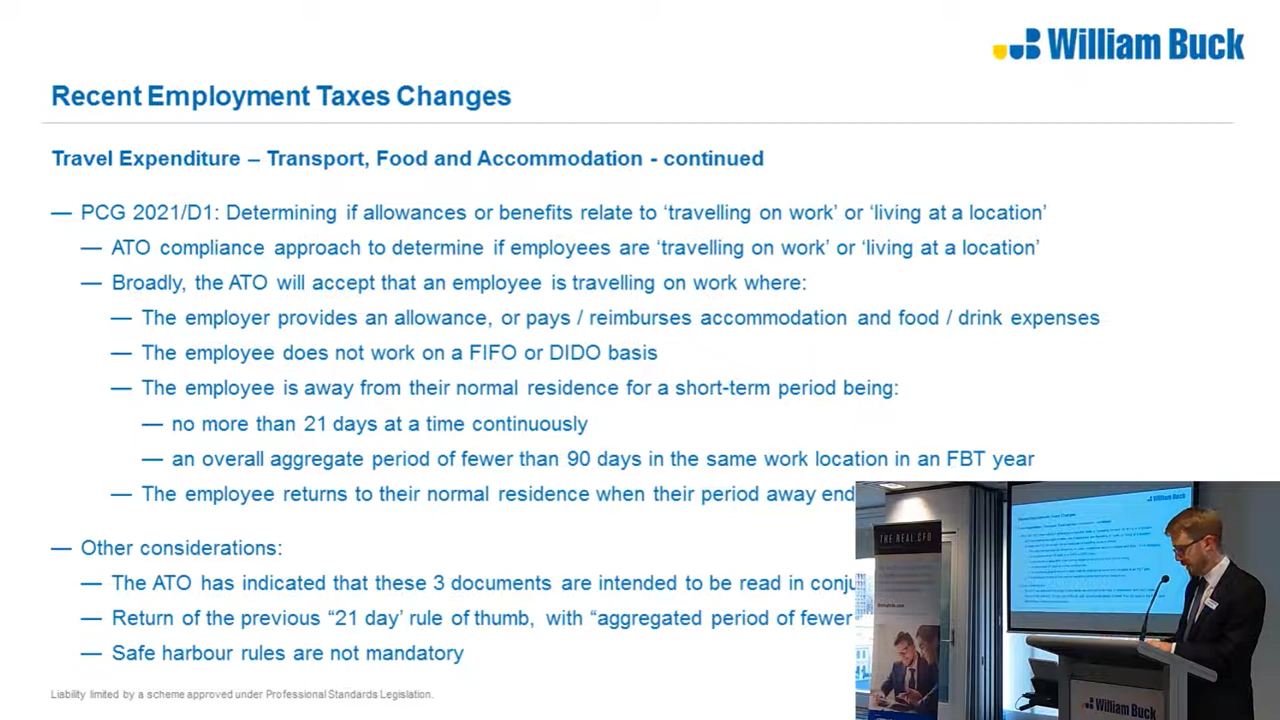 William Buck
Recent Employment Taxes Changes
Travel Expenditure – Transport, Food and Accommodation - continued
— PCG 2021/D1: Determining if allowances or benefits relate to ‘travelling on work’ or ‘living at a location’
— ATO compliance approach to determine if employees are ‘travelling on work’ or ‘living at a location’
— Broadly, the ATO will accept that an employee is travelling on work where:
— The employer provides an allowance, or pays / reimburses accommodation and food / drink expenses
— The employee does not work on a FIFO or DIDO basis
— The employee is away from their normal residence for a short-term period being:
— no more than 21 days at a time continuously
— an overall aggregate period of fewer than 90 days in the same work location in an FBT year
— The employee returns to their normal residence when their period away end
— Other considerations:
— The ATO has indicated that these 3 documents are intended to be read in conju
— Return of the previous “21 day’ rule of thumb, with “aggregated period of fewer
— Safe harbour rules are not mandatory
Liability limited by a scheme approved under Professional Standards Legislation.
THE REAL CFO
William Buck
William Buck